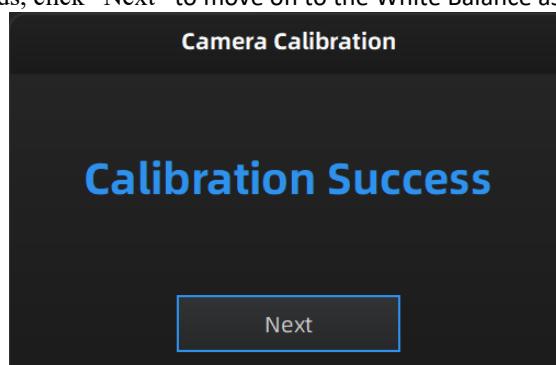 click "Next" to move on to the White Balance
Camera Calibration
Calibration Success
Next